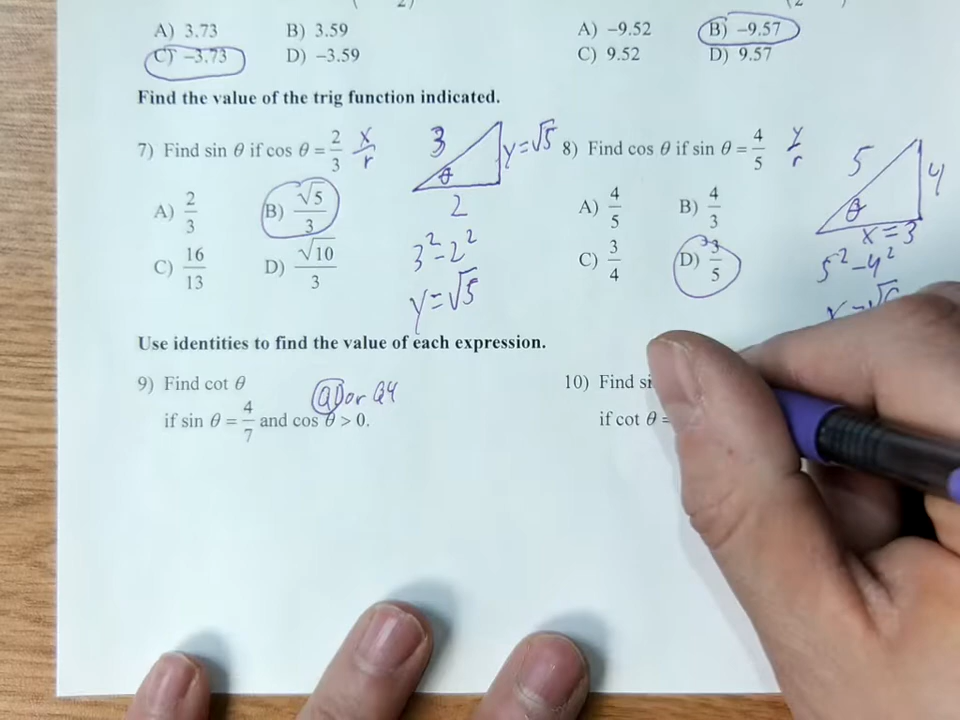 A) 3.73 B) 3.59
C) −3.73 D) −3.59
A) −9.52 B) −9.57
C) 9.52 D) 9.57
Find the value of the trig function indicated.
7) Find sin θ if cos θ = 2/3 x/r
A) 2/3 B) √5/3
C) 16/13 D) √10/3
3 y=√5
θ
2
3²-2²
y=√5
8) Find cos θ if sin θ = 4/5 y/r
A) 4/5 B) 4/3
C) 3/4 D) 3/5
5 4
θ
x=3
5²-4²
Use identities to find the value of each expression.
9) Find cot θ
if sin θ = 4/7 and cos θ > 0.
Q1 or Q4
10) Find
if cot θ =